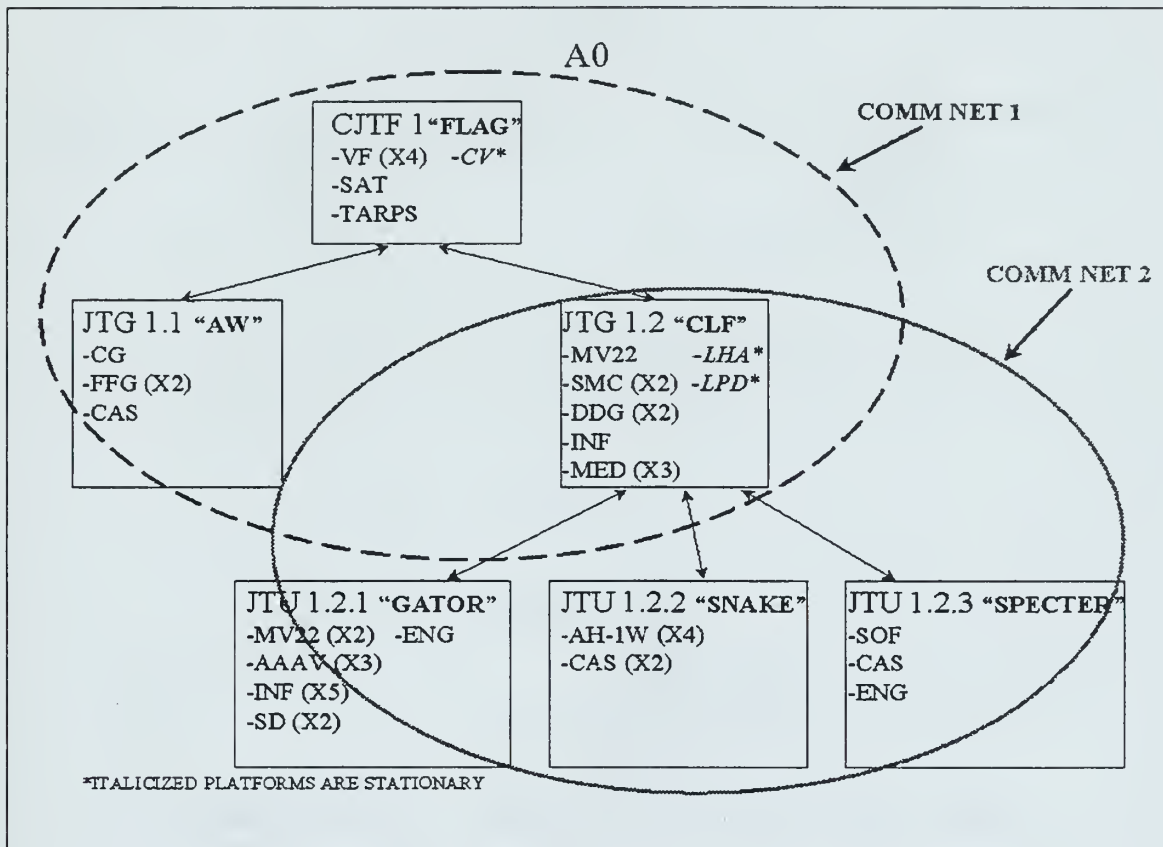 A0
COMM NET 1
CJTF 1 “FLAG”
-VF (X4) -CV*
-SAT
-TARPS
COMM NET 2
JTG 1.1 “AW”
-CG
-FFG (X2)
-CAS
JTG 1.2 “CLF”
-MV22 -LHA*
-SMC (X2) -LPD*
-DDG (X2)
-INF
-MED (X3)
JTU 1.2.1 “GATOR”
-MV22 (X2) -ENG
-AAAV (X3)
-INF (X5)
-SD (X2)
JTU 1.2.2 “SNAKE”
-AH-1W (X4)
-CAS (X2)
JTU 1.2.3 “SPECTER”
-SOF
-CAS
-ENG
*ITALICIZED PLATFORMS ARE STATIONARY